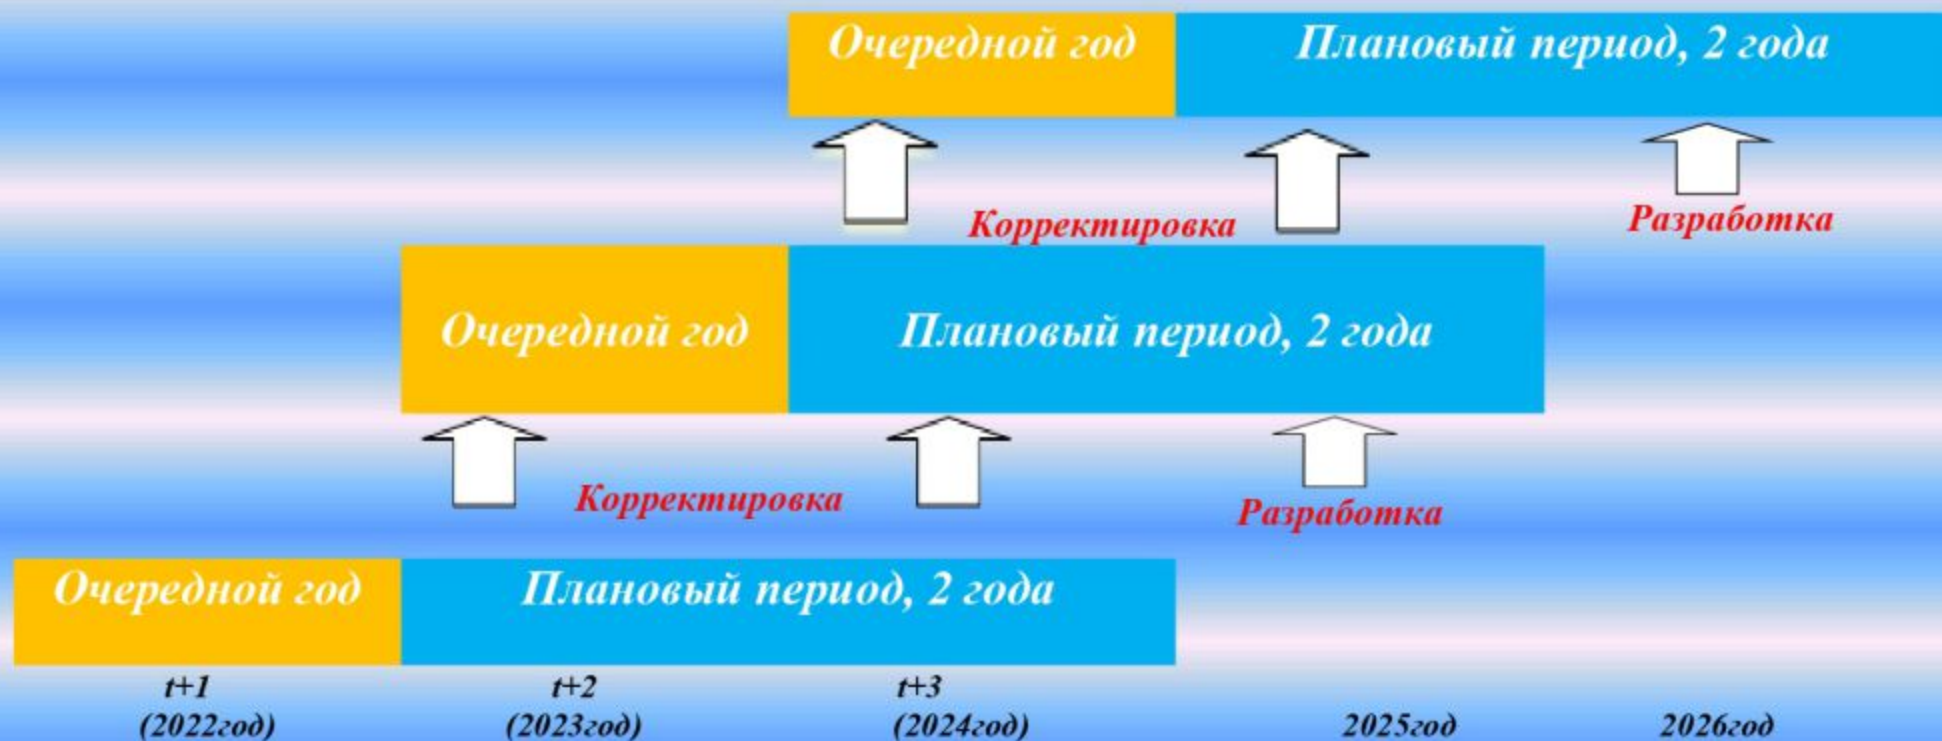 Очередной год
Плановый период, 2 года
Корректировка
Разработка
Очередной год
Плановый период, 2 года
Корректировка
Разработка
Очередной год
Плановый период, 2 года
t+1
t+2
t+3
(2022год)
(2023год)
(2024год)
2025год
2026год